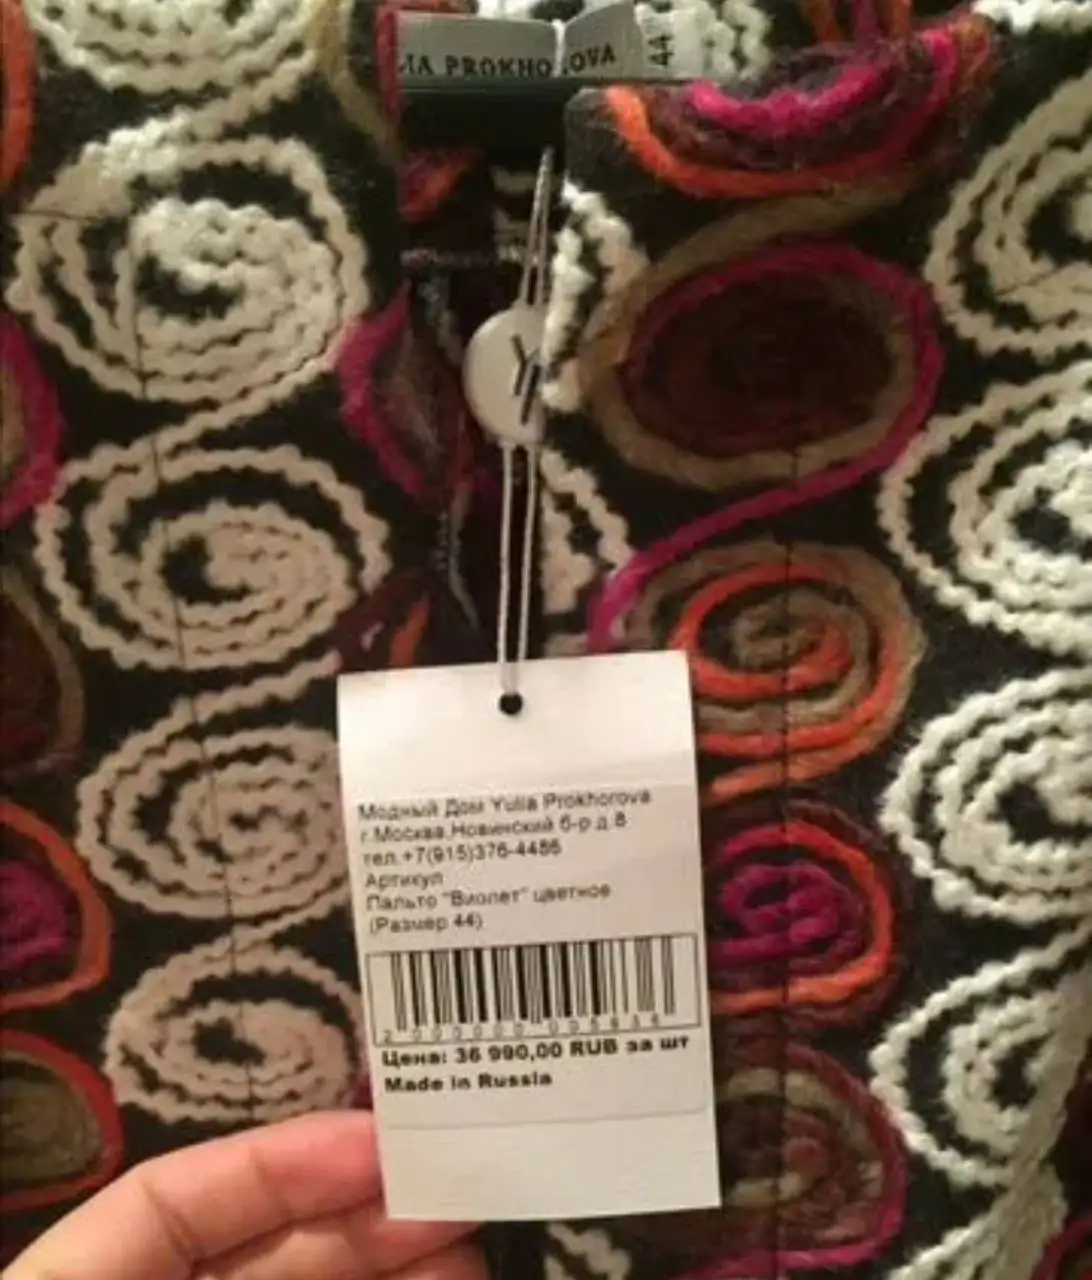 LIA PROKHOROVA
44
Y
Модный Дом Yulia Prokhorova
г.Москва,Новинский б-р,д.8
тел.+7(915)376-4486
Артикул
Пальто "Виолет" цветное
(Размер 44)
Цена: 36 990,00 RUB за шт
Made in Russia